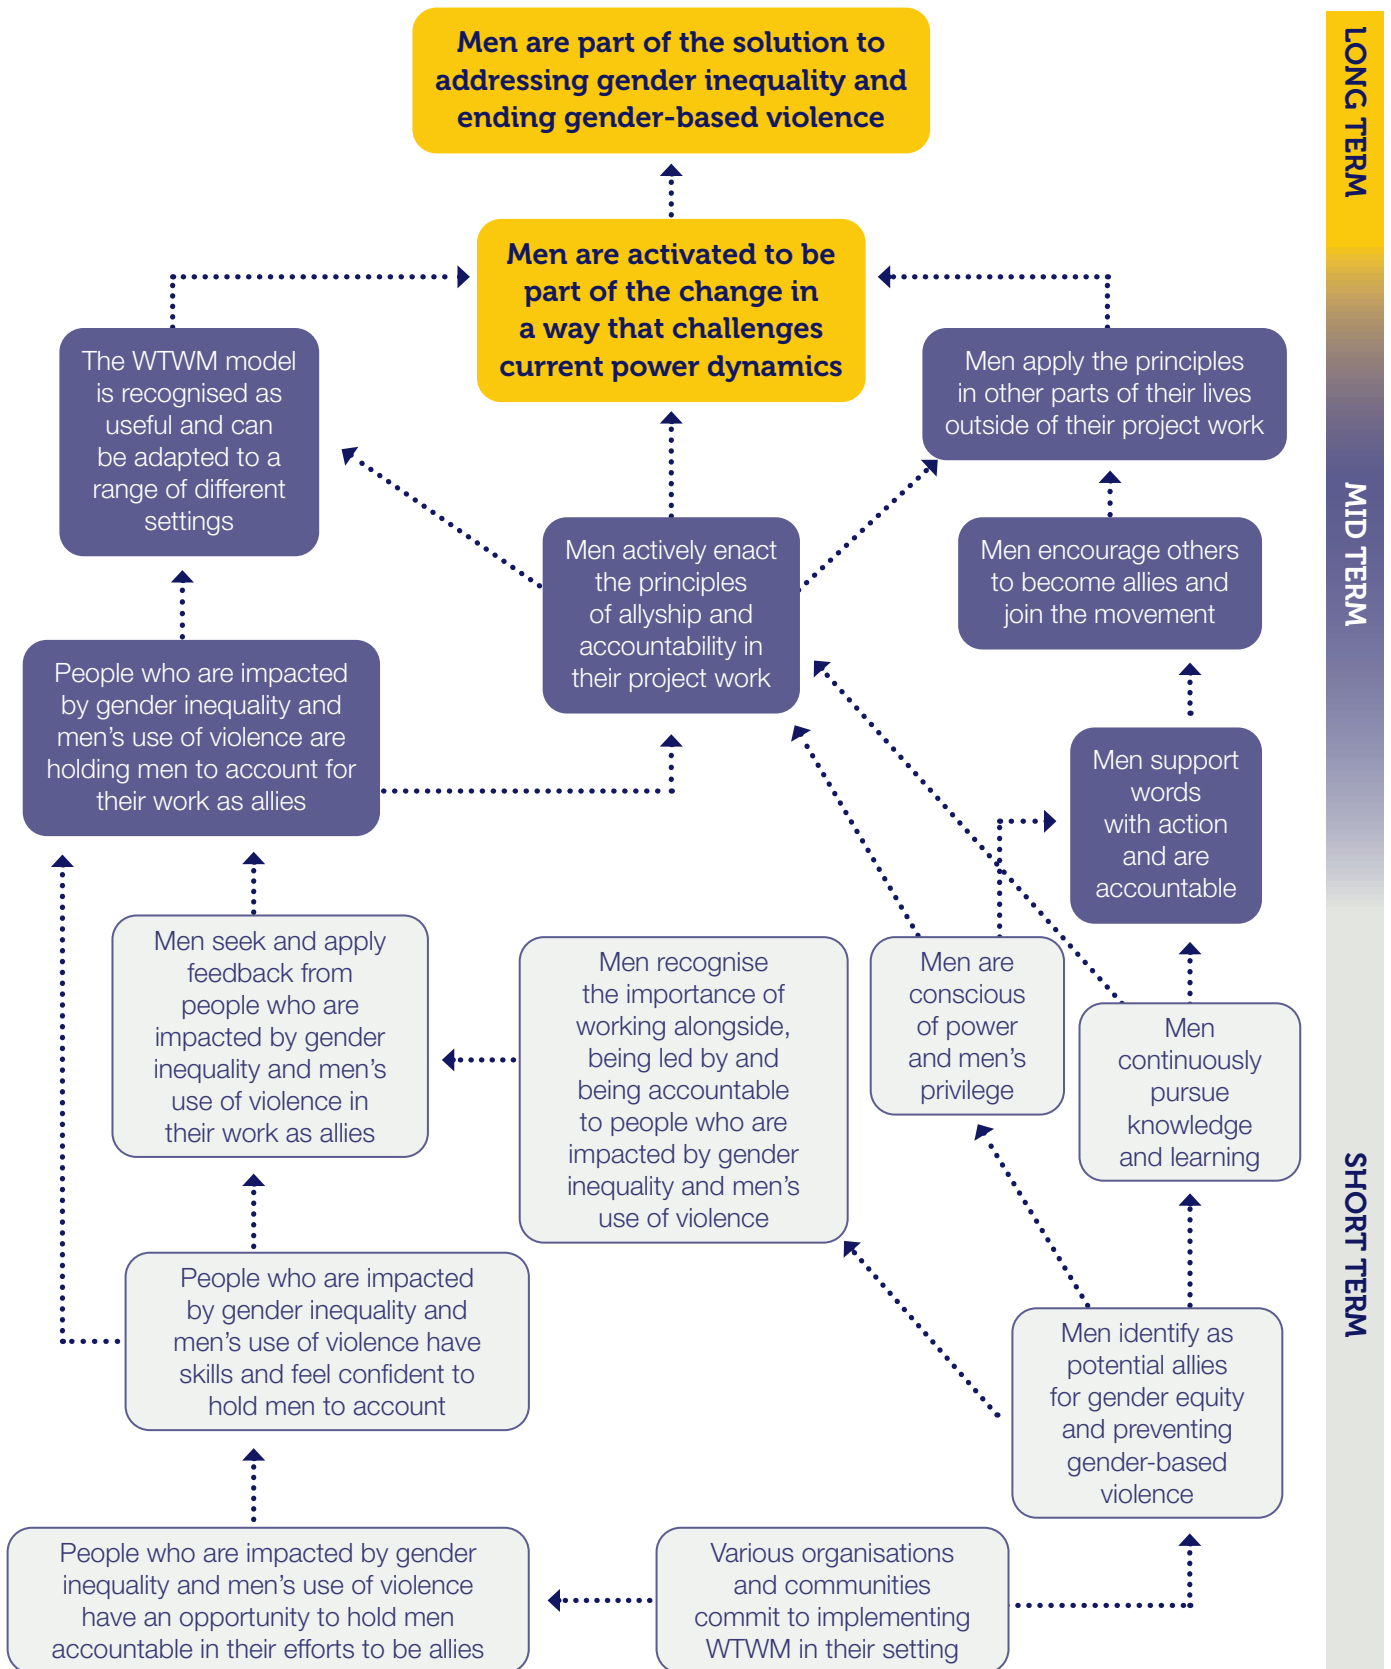 Men are part of the solution to
addressing gender inequality and
ending gender-based violence
LONG TERM
Men are activated to be
part of the change in
a way that challenges
current power dynamics
The WTWM model
is recognised as
useful and can
be adapted to a
range of different
settings
Men apply the principles
in other parts of their lives
outside of their project work
MID TERM
Men actively enact
the principles
of allyship and
accountability in
their project work
Men encourage others
to become allies and
join the movement
People who are impacted
by gender inequality and
men’s use of violence are
holding men to account for
their work as allies
Men support
words
with action
and are
accountable
Men seek and apply
feedback from
people who are
impacted by gender
inequality and men’s
use of violence in
their work as allies
Men recognise
the importance of
working alongside,
being led by and
being accountable
to people who are
impacted by gender
inequality and men’s
use of violence
Men are
conscious
of power
and men’s
privilege
Men
continuously
pursue
knowledge
and learning
SHORT TERM
People who are impacted
by gender inequality and
men’s use of violence have
skills and feel confident to
hold men to account
Men identify as
potential allies
for gender equity
and preventing
gender-based
violence
People who are impacted by gender
inequality and men’s use of violence
have an opportunity to hold men
accountable in their efforts to be allies
Various organisations
and communities
commit to implementing
WTWM in their setting